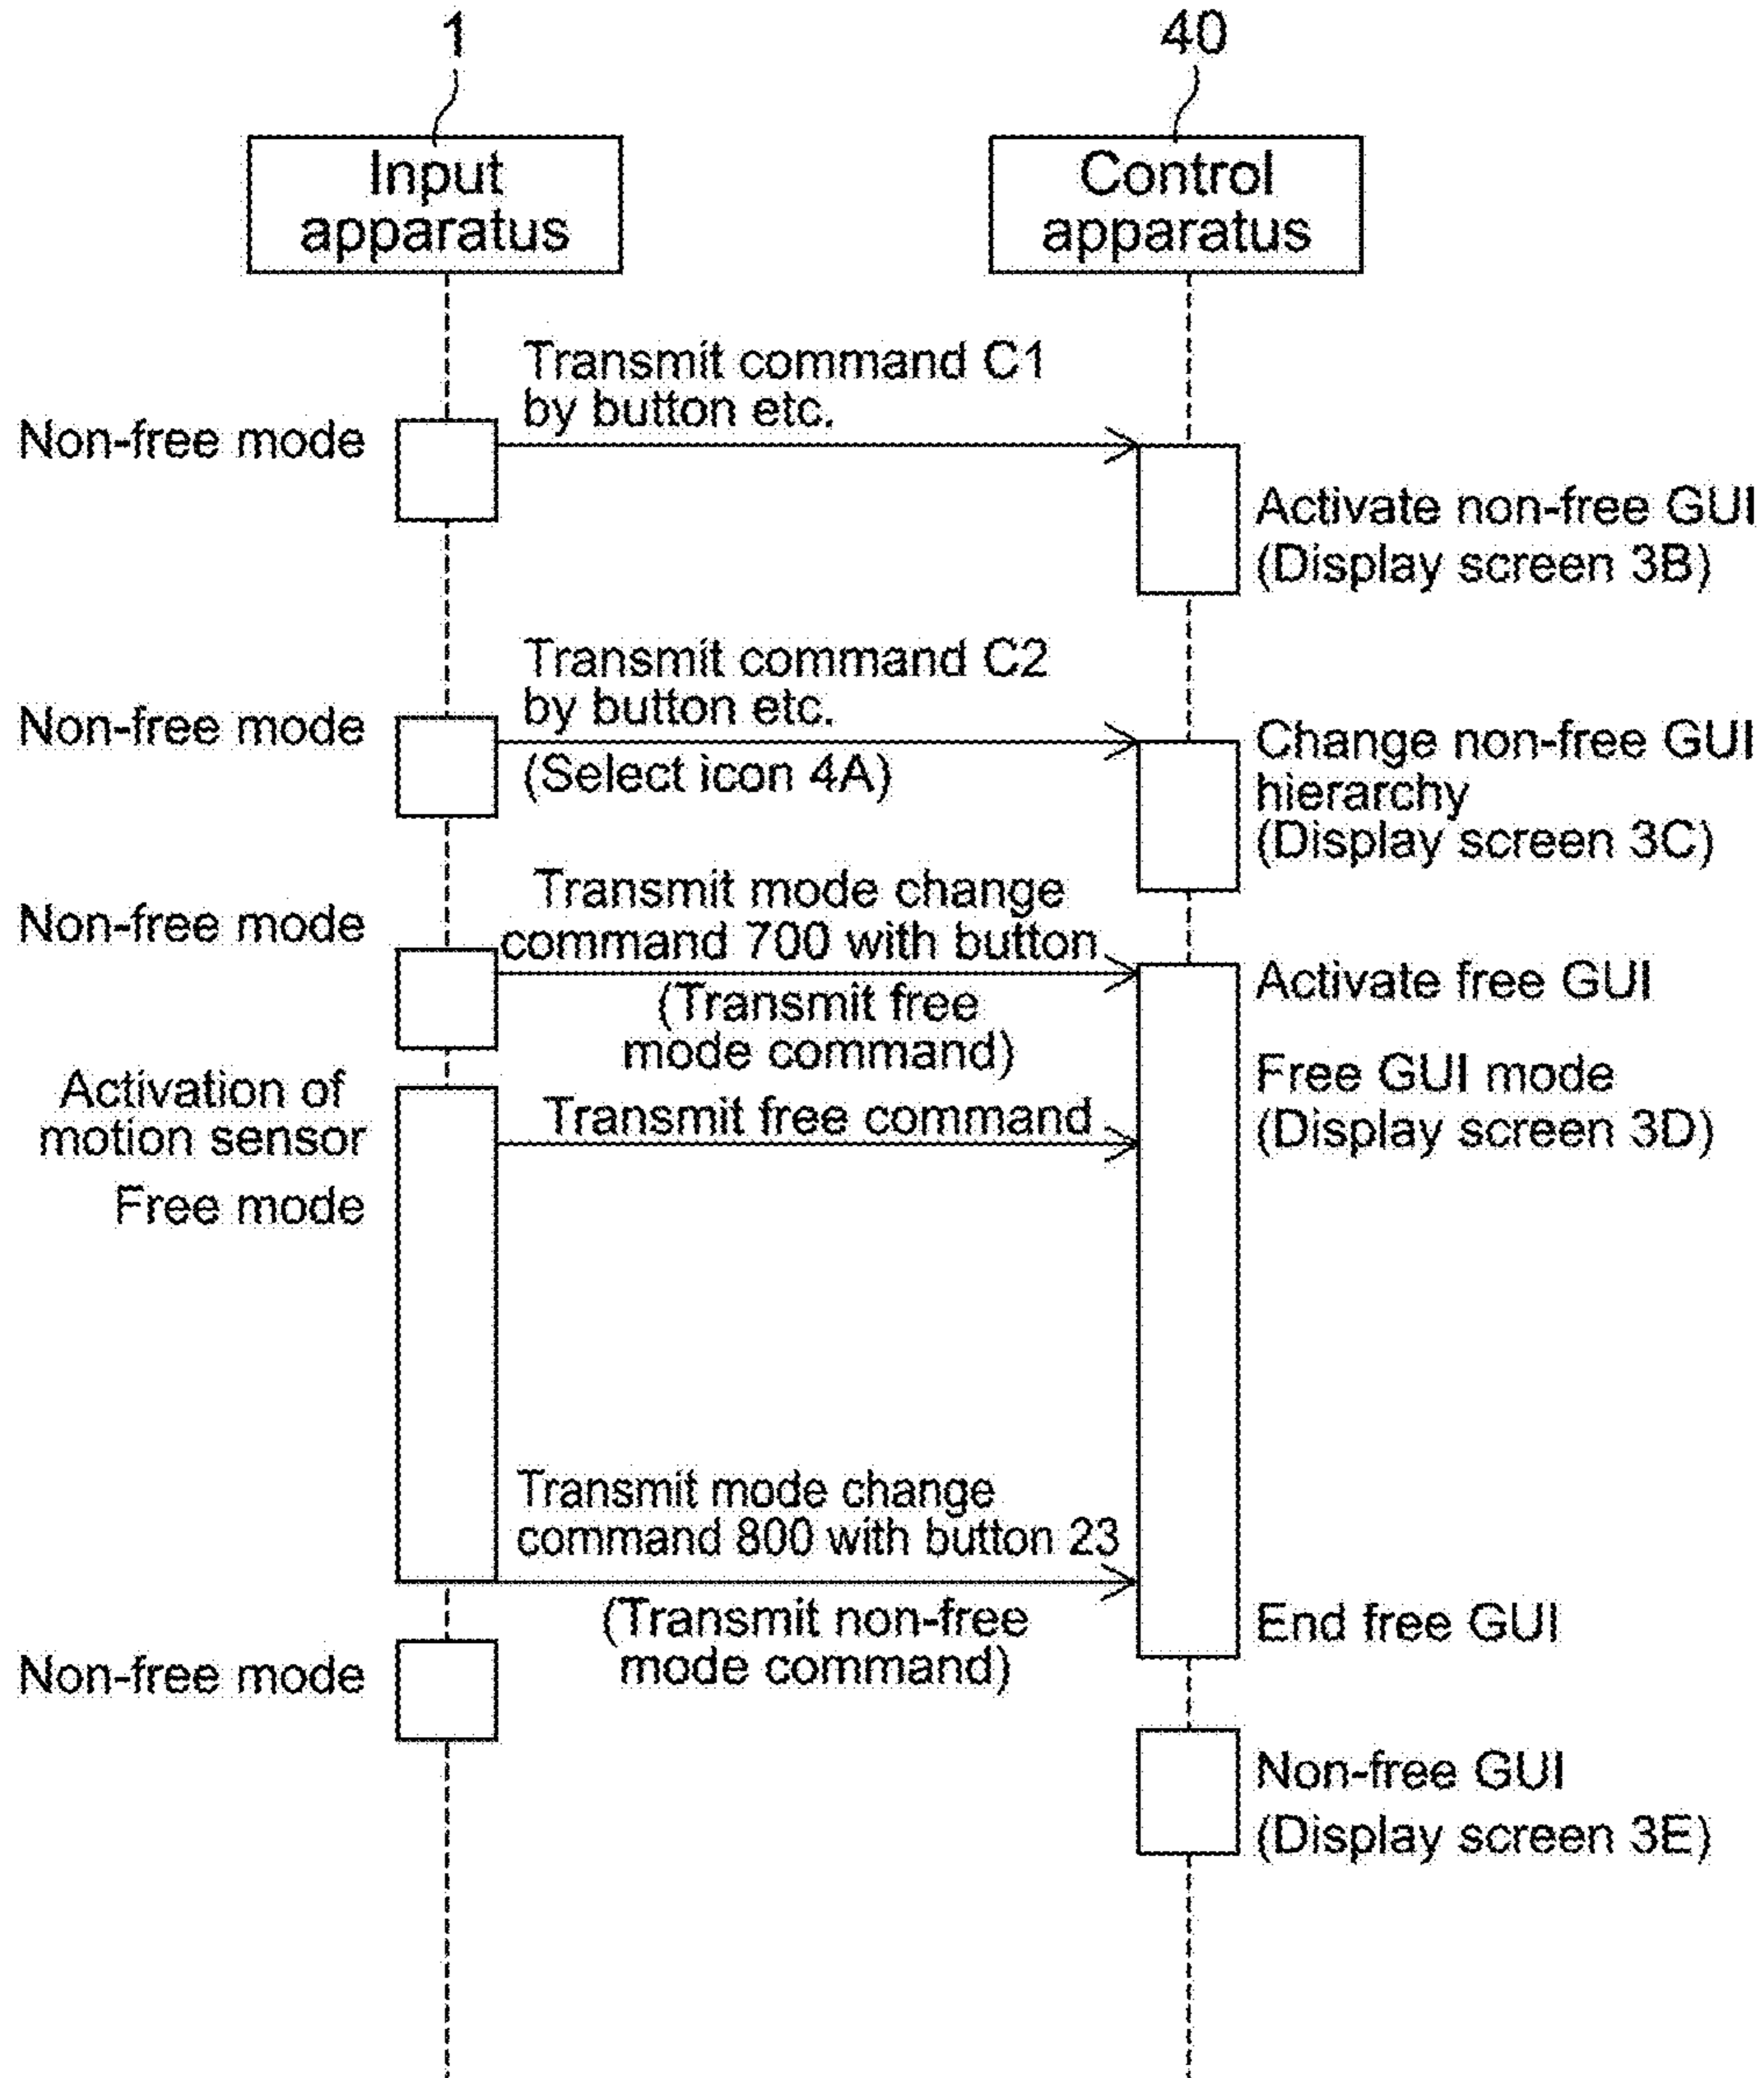 1
40
Input
apparatus
Control
apparatus
Transmit command C1
by button etc.
Non-free mode
Activate non-free GUI
(Display screen 3B)
Transmit command C2
by button etc.
Non-free mode
(Select icon 4A)
Change non-free GUI
hierarchy
(Display screen 3C)
Transmit mode change
command 700 with button
Non-free mode
(Transmit free
mode command)
Activate free GUI
Activation of
motion sensor
Free mode
Transmit free command
Free GUI mode
(Display screen 3D)
Transmit mode change
command 800 with button 23
(Transmit non-free
mode command)
End free GUI
Non-free mode
Non-free GUI
(Display screen 3E)